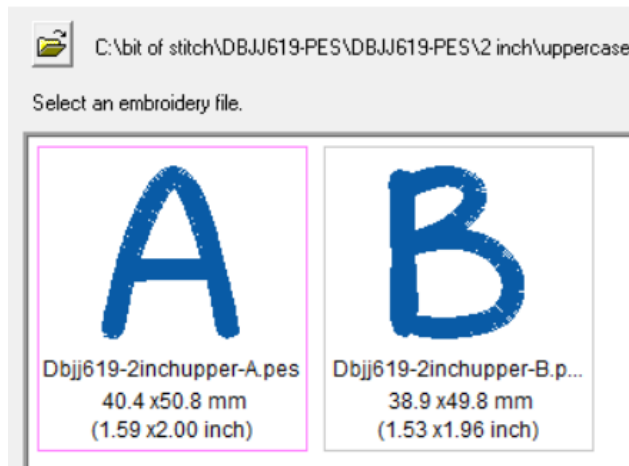 C:\bit of stitch\DBJJ619-PES\DBJJ619-PES\2 inch\uppercase
Select an embroidery file.
A
B
Dbjj619-2inchupper-A.pes
40.4 x50.8 mm
(1.59 x2.00 inch)
Dbjj619-2inchupper-B.p...
38.9 x49.8 mm
(1.53 x1.96 inch)